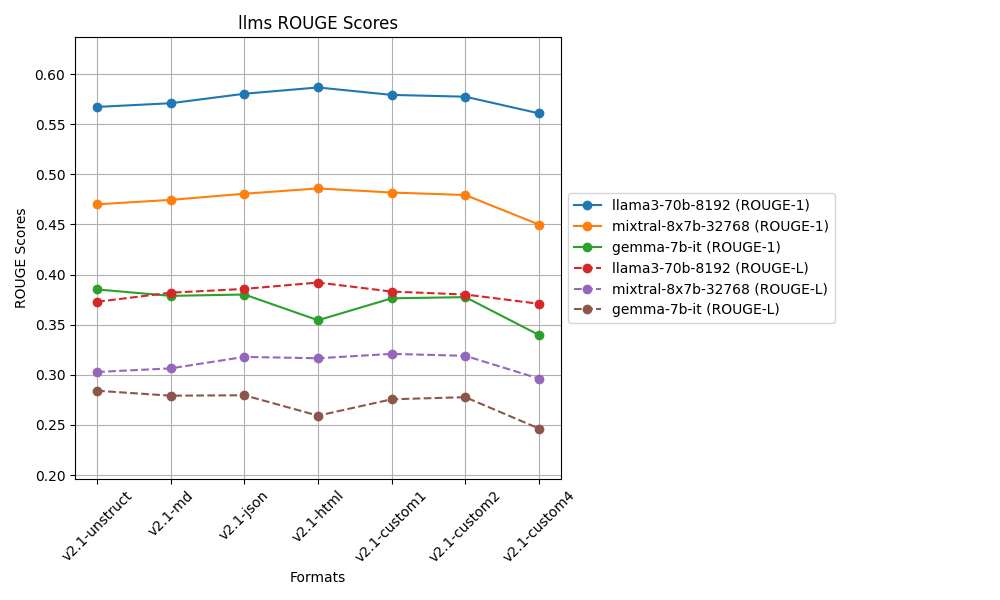 llms ROUGE Scores
ROUGE Scores
0.60
0.55
0.50
0.45
0.40
0.35
0.30
0.25
0.20
v2.1-unstruct
v2.1-md
v2.1-json
v2.1-html
v2.1-custom1
v2.1-custom2
v2.1-custom4
Formats
llama3-70b-8192 (ROUGE-1)
mixtral-8x7b-32768 (ROUGE-1)
gemma-7b-it (ROUGE-1)
llama3-70b-8192 (ROUGE-L)
mixtral-8x7b-32768 (ROUGE-L)
gemma-7b-it (ROUGE-L)